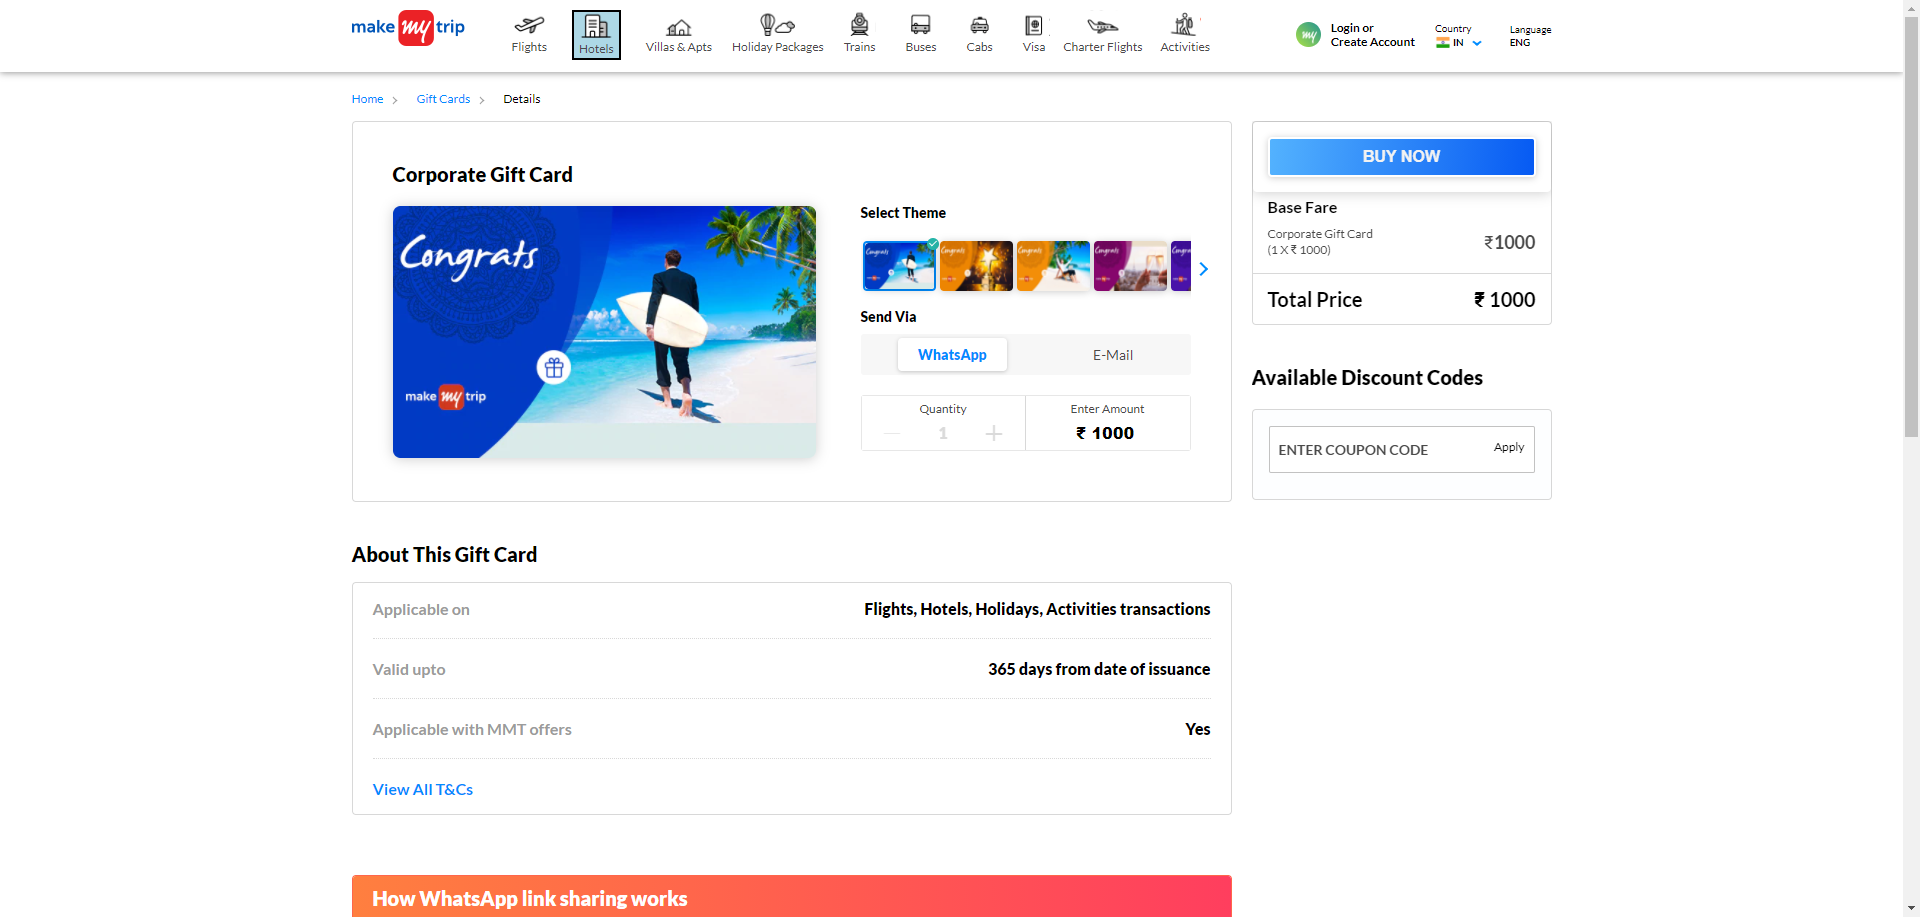 make my trip
Flights
Hotels
Villas & Apts
Holiday Packages
Trains
Buses
Cabs
Visa
Charter Flights
Activities
my
Login or
Create Account
Country
IN
Language
ENG
Home
Gift Cards
Details
Corporate Gift Card
Congrats
make my trip
Select Theme
Congrats
Congrats
Congrats
Congrats
Send Via
WhatsApp
E-Mail
Quantity
1
Enter Amount
₹ 1000
BUY NOW
Base Fare
Corporate Gift Card
(1 X ₹ 1000)
₹1000
Total Price
₹ 1000
Available Discount Codes
ENTER COUPON CODE
Apply
About This Gift Card
Applicable on
Flights, Hotels, Holidays, Activities transactions
Valid upto
365 days from date of issuance
Applicable with MMT offers
Yes
View All T&Cs
How WhatsApp link sharing works